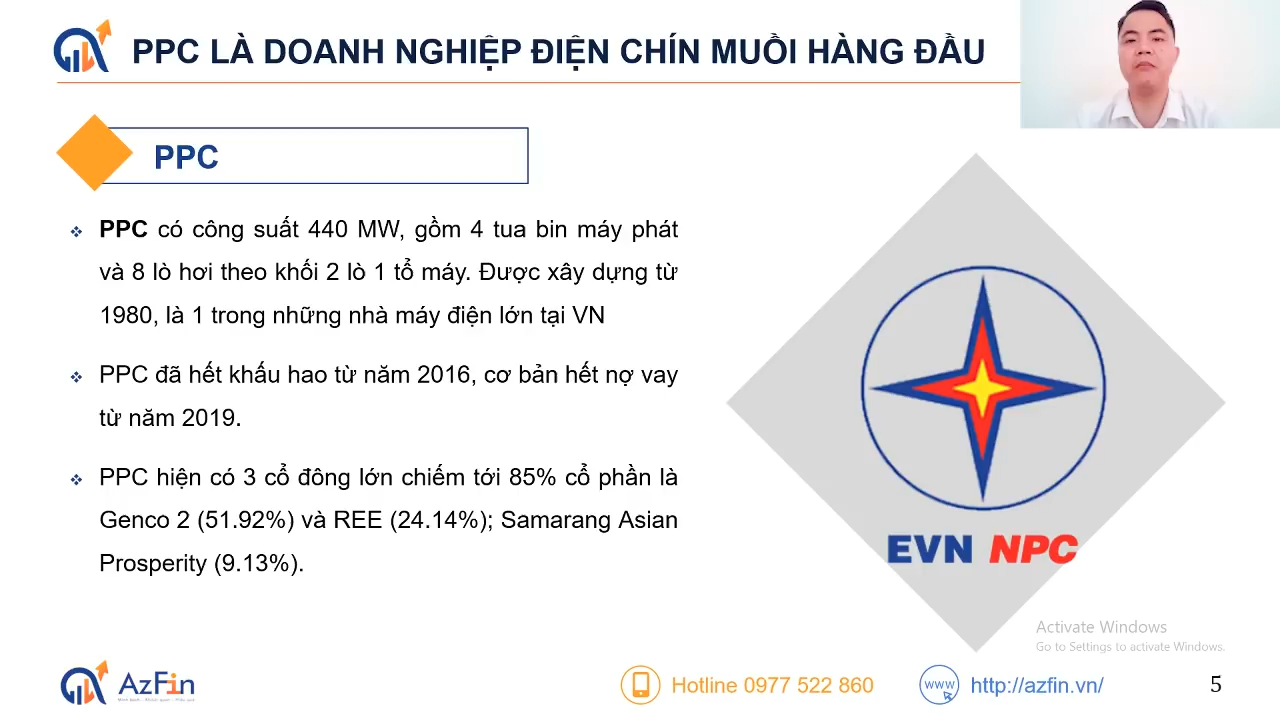 PPC LÀ DOANH NGHIỆP ĐIỆN CHÍN MUỒI HÀNG ĐẦU
PPC
PPC có công suất 440 MW, gồm 4 tua bin máy phát
và 8 lò hơi theo khối 2 lò 1 tổ máy. Được xây dựng từ
1980, là 1 trong những nhà máy điện lớn tại VN
PPC đã hết khấu hao từ năm 2016, cơ bản hết nợ vay
từ năm 2019.
PPC hiện có 3 cổ đông lớn chiếm tới 85% cổ phần là
Genco 2 (51.92%) và REE (24.14%); Samarang Asian
Prosperity (9.13%).
EVN NPC
Activate Windows
Go to Settings to activate Windows.
AzFin
Hotline 0977 522 860
www
http://azfin.vn/
5